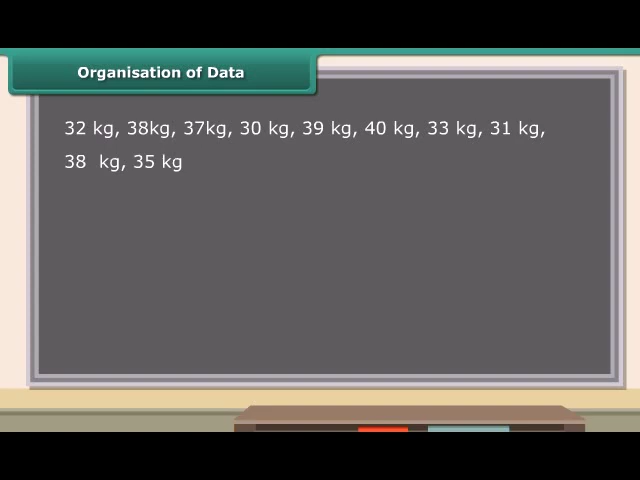 Organisation of Data
32 kg, 38kg, 37kg, 30 kg, 39 kg, 40 kg, 33 kg, 31 kg,
38  kg, 35 kg